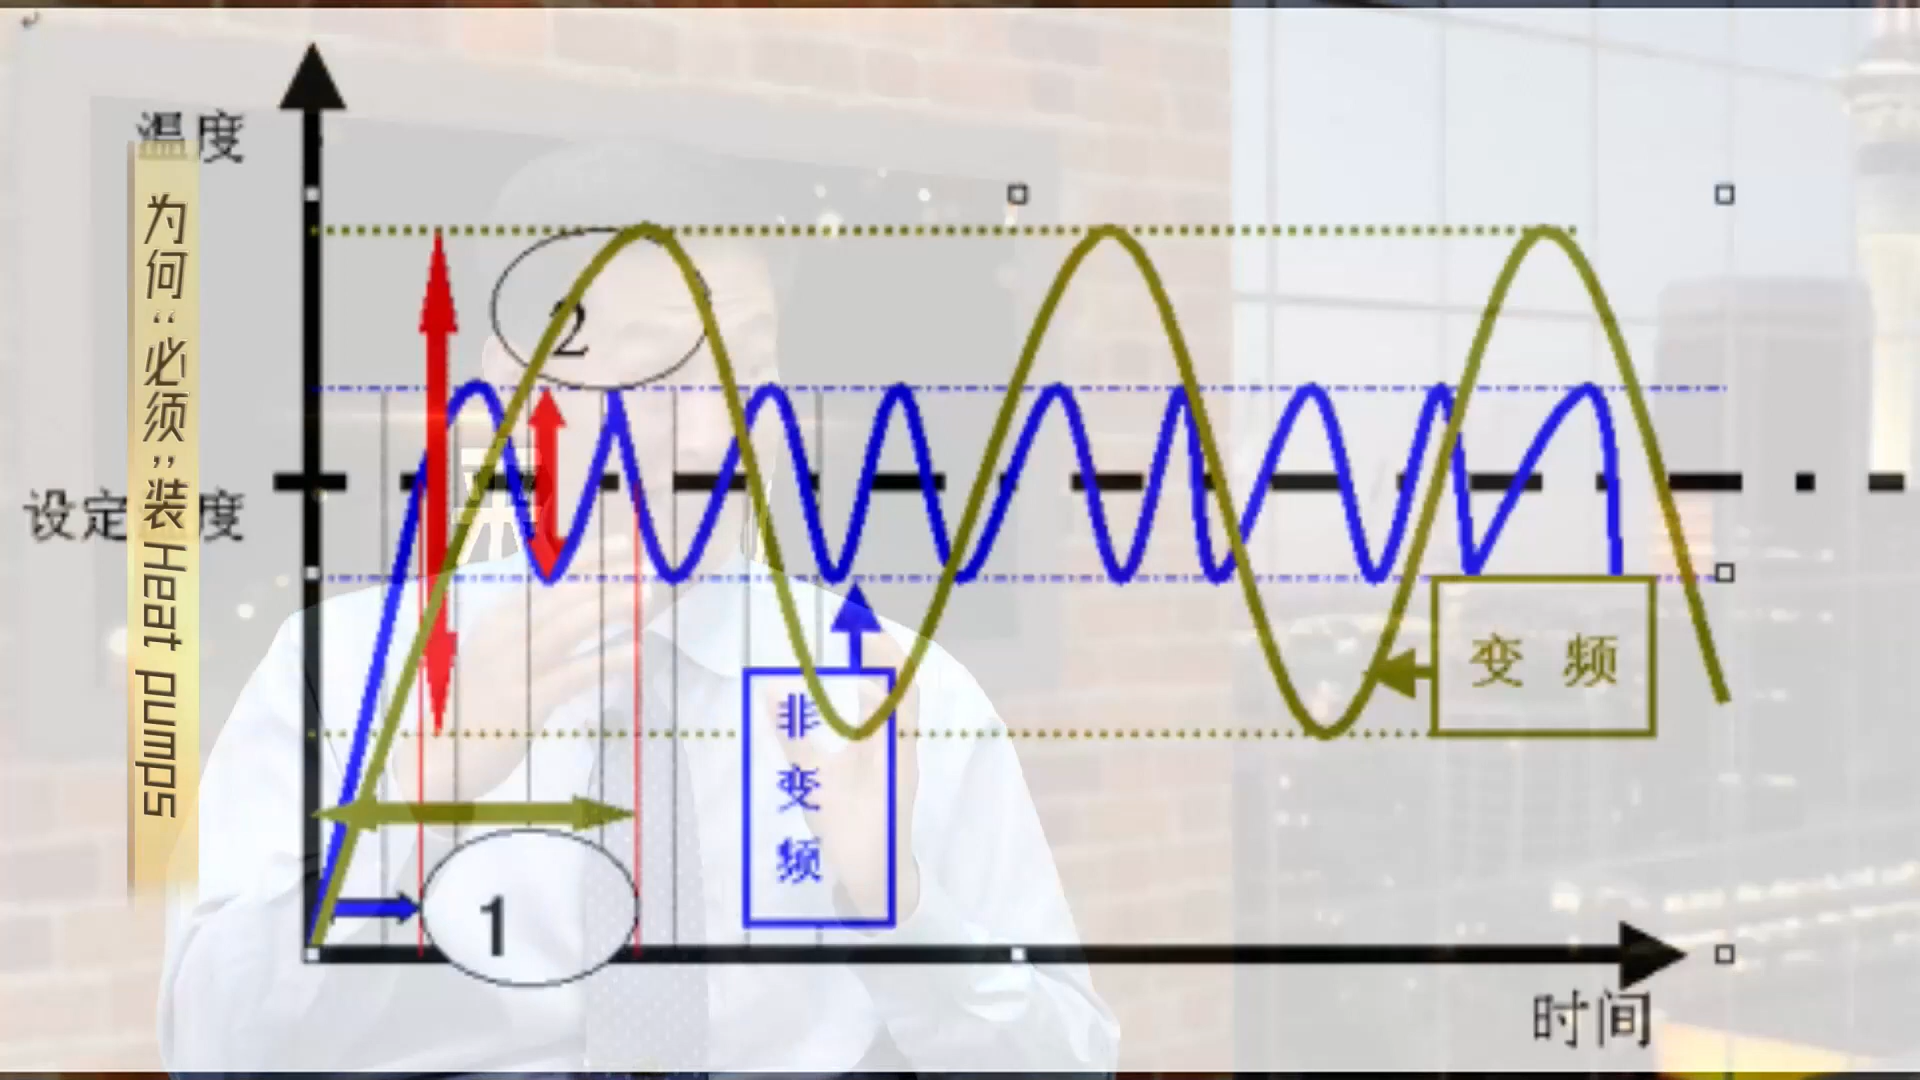 温度
为何“必须”装Heat pumps
2
设定 度
变 频
非
变
频
1
时间